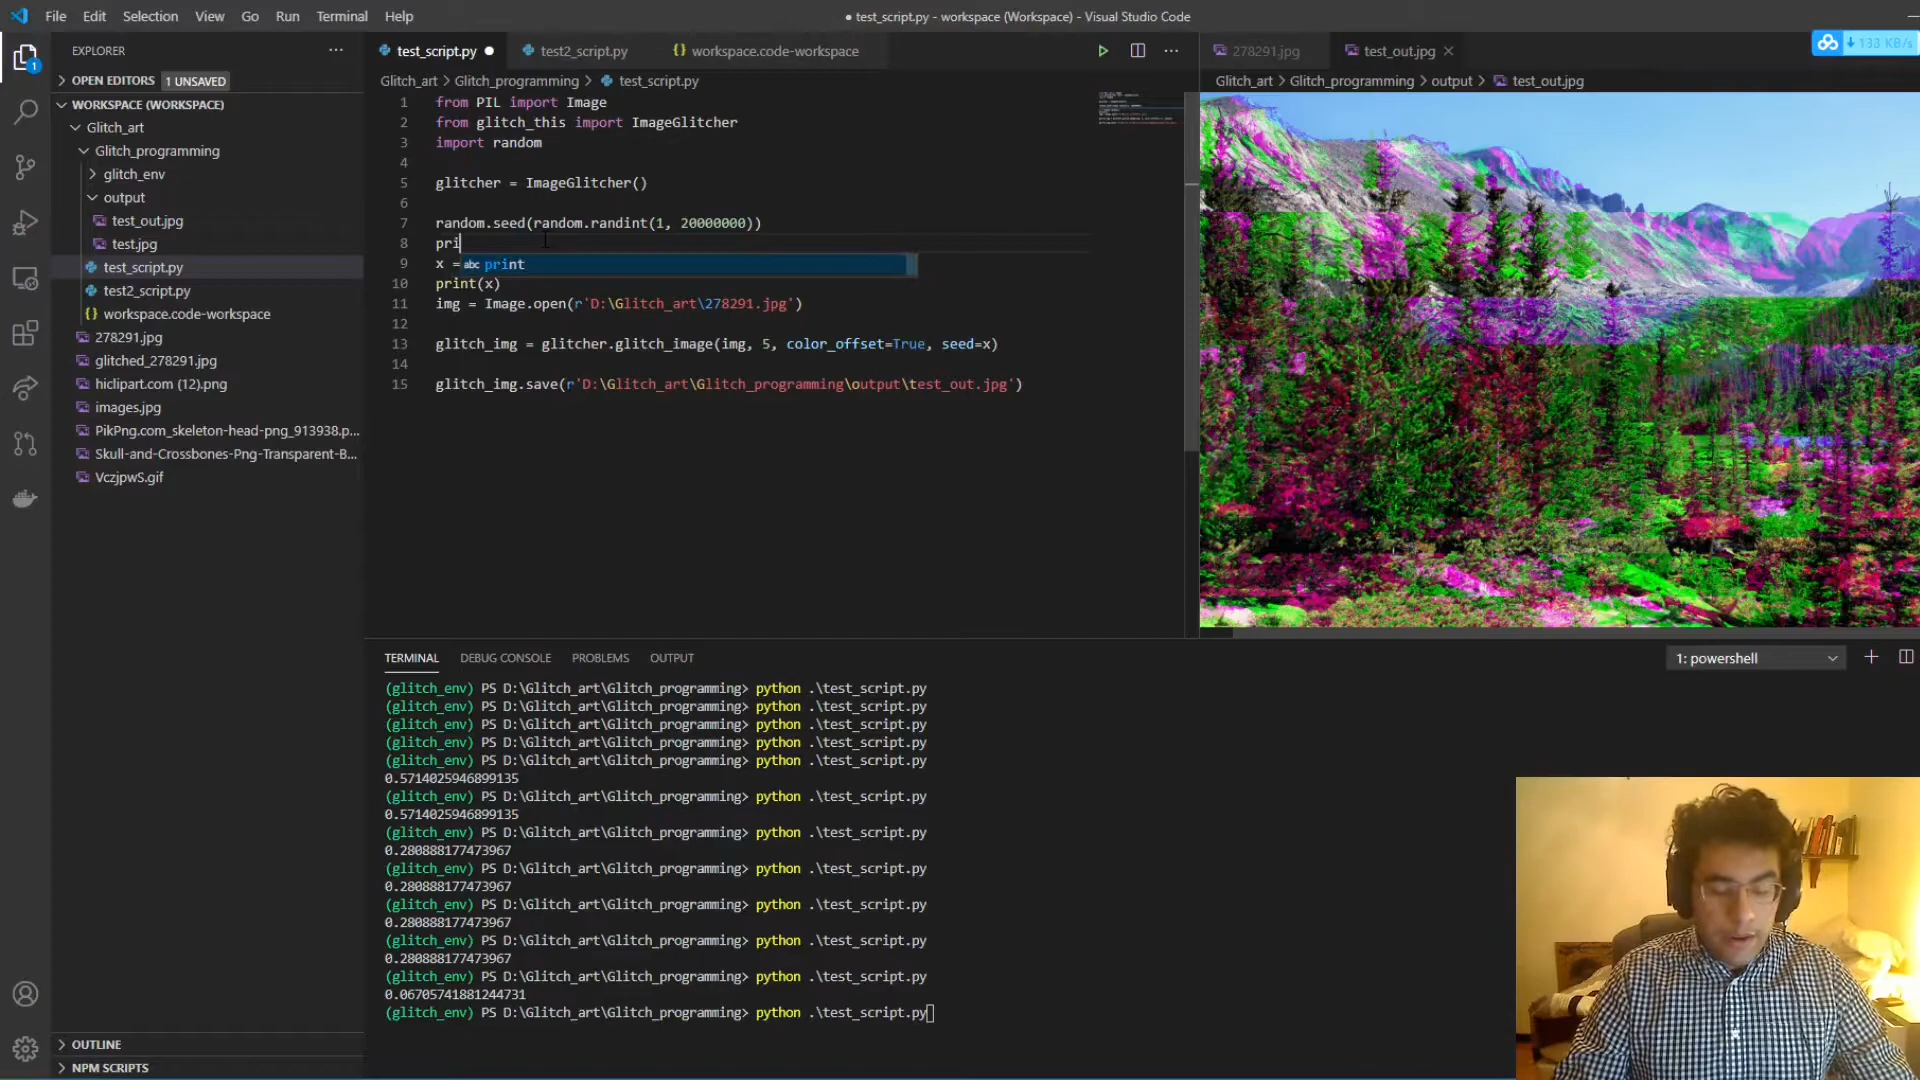 File Edit Selection View Go Run Terminal Help
● test_script.py - workspace (Workspace) - Visual Studio Code
EXPLORER
OPEN EDITORS 1 UNSAVED
WORKSPACE (WORKSPACE)
Glitch_art
Glitch_programming
glitch_env
output
test_out.jpg
test.jpg
test_script.py
test2_script.py
workspace.code-workspace
278291.jpg
glitched_278291.jpg
hiclipart.com (12).png
images.jpg
PikPng.com_skeleton-head-png_913938.p...
Skull-and-Crossbones-Png-Transparent-B...
VczjpwS.gif
OUTLINE
NPM SCRIPTS
1
test_script.py
test2_script.py
workspace.code-workspace
Glitch_art > Glitch_programming > test_script.py
1 from PIL import Image
2 from glitch_this import ImageGlitcher
3 import random
4
5 glitcher = ImageGlitcher()
6
7 random.seed(random.randint(1, 20000000))
8 pri
9 x = abc print
10 print(x)
11 img = Image.open(r'D:\Glitch_art\278291.jpg')
12
13 glitch_img = glitcher.glitch_image(img, 5, color_offset=True, seed=x)
14
15 glitch_img.save(r'D:\Glitch_art\Glitch_programming\output\test_out.jpg')
278291.jpg
test_out.jpg
133 KB/s
Glitch_art > Glitch_programming > output > test_out.jpg
TERMINAL DEBUG CONSOLE PROBLEMS OUTPUT
1: powershell
(glitch_env) PS D:\Glitch_art\Glitch_programming> python .\test_script.py
(glitch_env) PS D:\Glitch_art\Glitch_programming> python .\test_script.py
(glitch_env) PS D:\Glitch_art\Glitch_programming> python .\test_script.py
(glitch_env) PS D:\Glitch_art\Glitch_programming> python .\test_script.py
(glitch_env) PS D:\Glitch_art\Glitch_programming> python .\test_script.py
0.5714025946899135
(glitch_env) PS D:\Glitch_art\Glitch_programming> python .\test_script.py
0.5714025946899135
(glitch_env) PS D:\Glitch_art\Glitch_programming> python .\test_script.py
0.280888177473967
(glitch_env) PS D:\Glitch_art\Glitch_programming> python .\test_script.py
0.280888177473967
(glitch_env) PS D:\Glitch_art\Glitch_programming> python .\test_script.py
0.280888177473967
(glitch_env) PS D:\Glitch_art\Glitch_programming> python .\test_script.py
0.280888177473967
(glitch_env) PS D:\Glitch_art\Glitch_programming> python .\test_script.py
0.06705741881244731
(glitch_env) PS D:\Glitch_art\Glitch_programming> python .\test_script.py